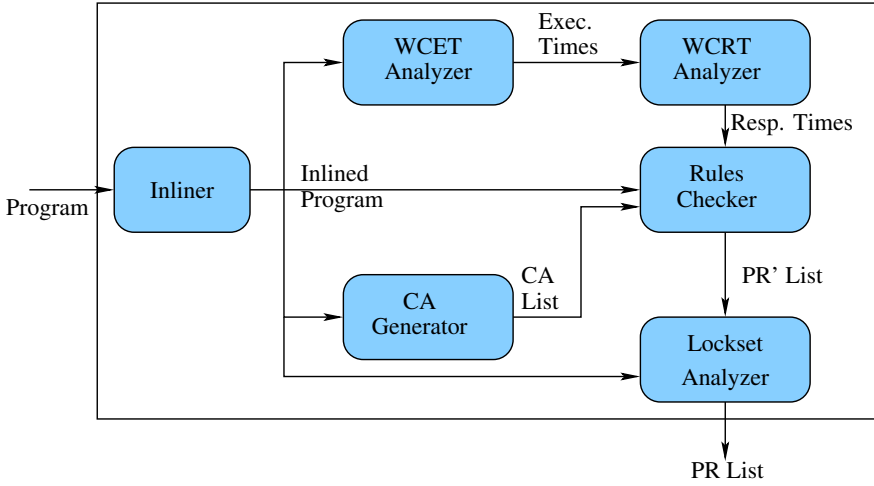 Exec.
Times
WCET
Analyzer
WCRT
Analyzer
Resp. Times
Program
Inliner
Inlined
Program
Rules
Checker
CA
List
CA
Generator
PR’ List
Lockset
Analyzer
PR List